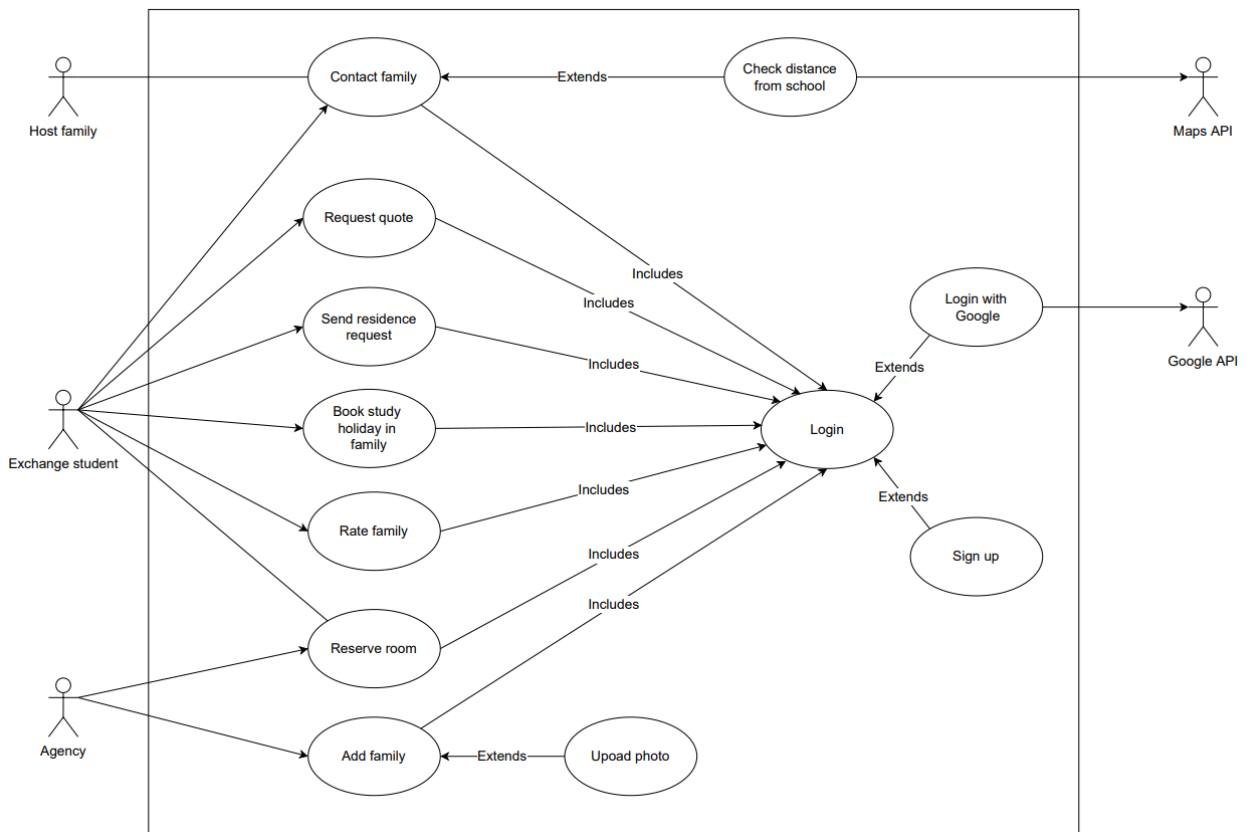 Contact family
Extends
Check distance
from school
Host family
Maps API
Request quote
Includes
Includes
Login with
Google
Send residence
request
Includes
Extends
Google API
Book study
holiday in
family
Includes
Login
Exchange student
Includes
Extends
Rate family
Includes
Sign up
Includes
Reserve room
Agency
Add family
Extends
Upoad photo